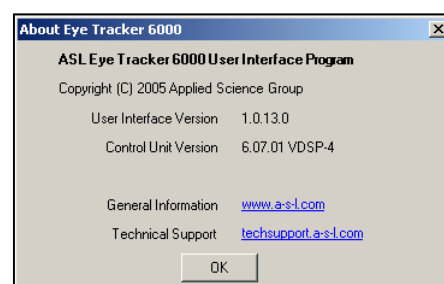 About Eye Tracker 6000
ASL Eye Tracker 6000 User Interface Program
Copyright (C) 2005 Applied Science Group
User Interface Version 1.0.13.0
Control Unit Version 6.07.01 VDSP-4
General Information www.a-s-l.com
Technical Support techsupport.a-s-l.com
OK